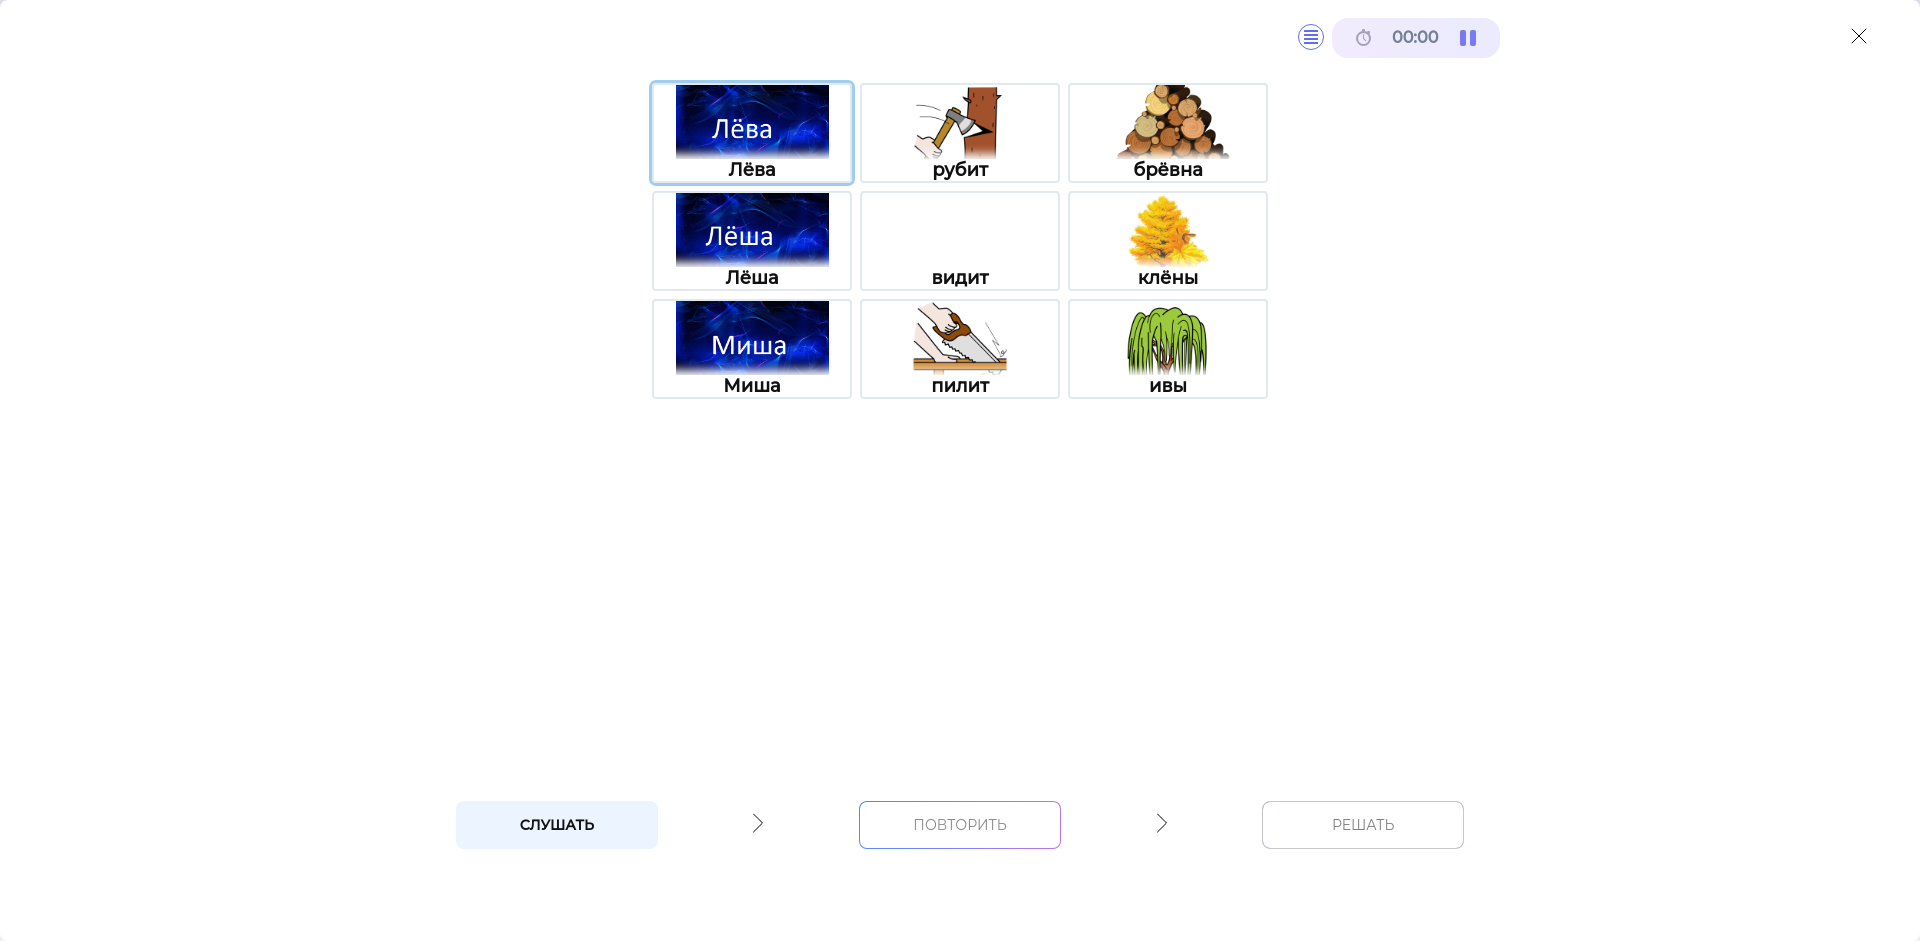 00:00
Лёва
Лёва
рубит
брёвна
Лёша
Лёша
видит
клёны
Миша
Миша
пилит
ивы
СЛУШАТЬ
ПОВТОРИТЬ
РЕШАТЬ